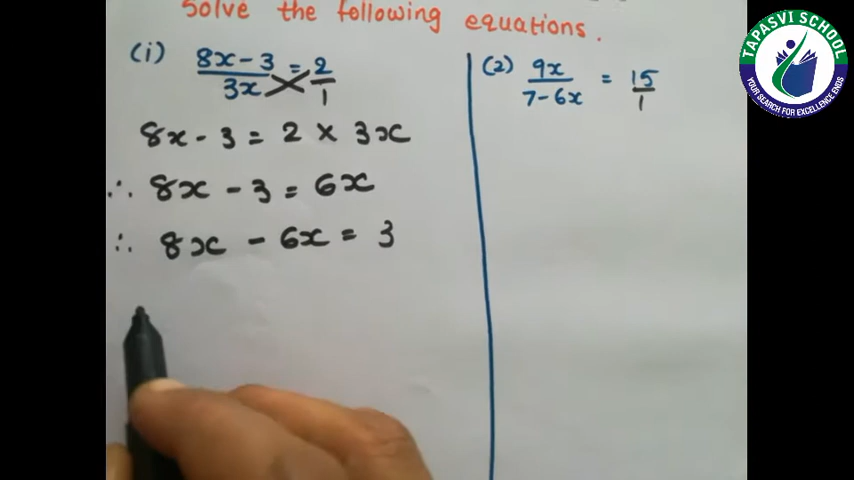 Solve the following equations.
(i) 8x - 3 / 3x = 2 / 1
8x - 3 = 2 × 3x
∴ 8x - 3 = 6x
∴ 8x - 6x = 3
(2) 9x / 7 - 6x = 15 / 1
TAPASVI SCHOOL
YOUR SEARCH FOR EXCELLENCE ENDS